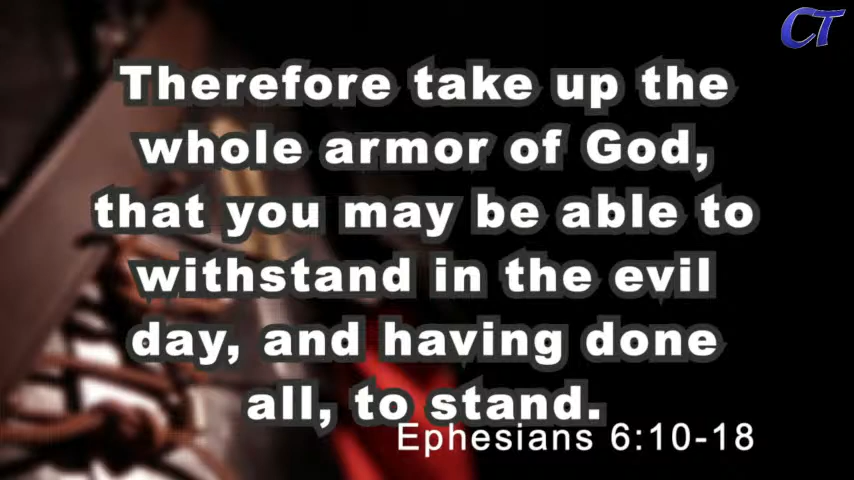 CT
Therefore take up the
whole armor of God,
that you may be able to
withstand in the evil
day, and having done
all, to stand.
Ephesians 6:10-18